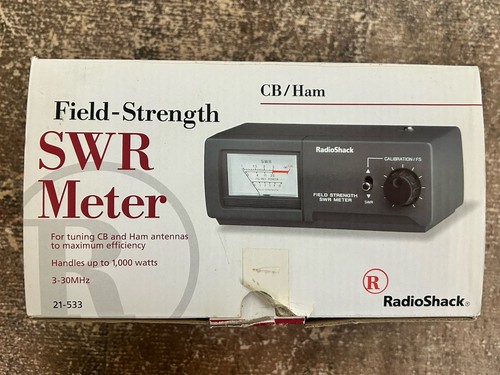 CB/Ham
Field-Strength
SWR
Meter
For tuning CB and Ham antennas
to maximum efficiency
Handles up to 1,000 watts
3-30MHz
21-533
RadioShack
SWR
CALIBRATION/FS
FIELD STRENGTH
SWR METER
SWR
R
RadioShack®